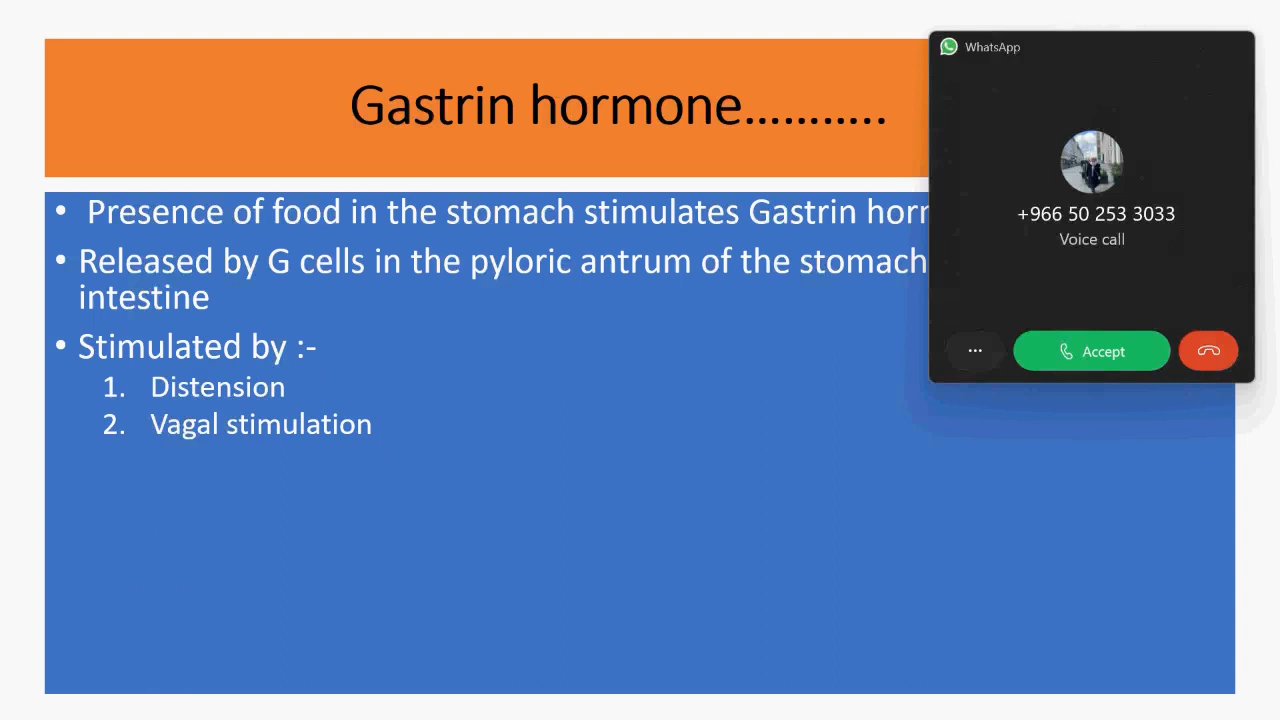 Gastrin hormone...........
• Presence of food in the stomach stimulates Gastrin
• Released by G cells in the pyloric antrum of the stomach
intestine
• Stimulated by :-
1. Distension
2. Vagal stimulation
WhatsApp
+966 50 253 3033
Voice call
...
Accept